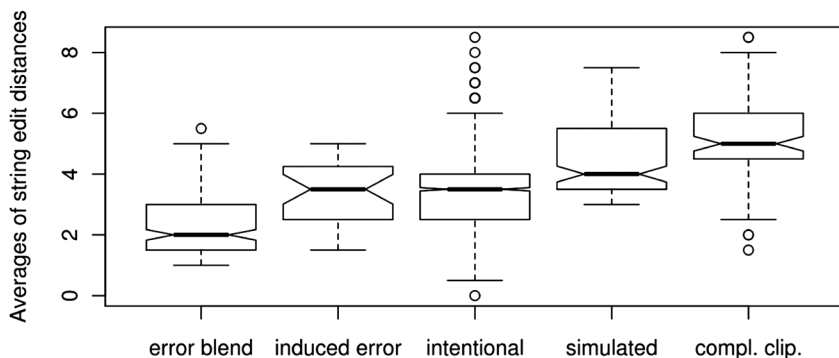 Averages of string edit distances
8
6
4
2
0
error blend induced error intentional simulated compl. clip.